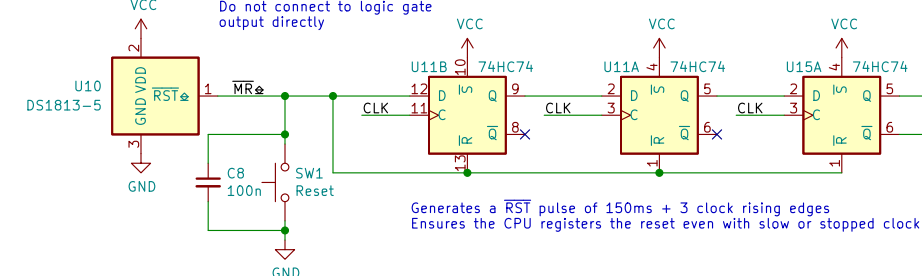 VCC
Do not connect to logic gate
output directly
VCC
VCC
VCC
2
U10
DS1813-5
VDD
GND
RST
1
MR
3
GND
U11B
74HC74
10
S
12
D
Q
9
CLK
11
C
Q
8
R
13
U11A
74HC74
4
S
2
D
Q
5
CLK
3
C
Q
6
R
1
U15A
74HC74
4
S
2
D
Q
5
CLK
3
C
Q
6
R
1
C8
100n
SW1
Reset
GND
Generates a RST pulse of 150ms + 3 clock rising edges
Ensures the CPU registers the reset even with slow or stopped clock